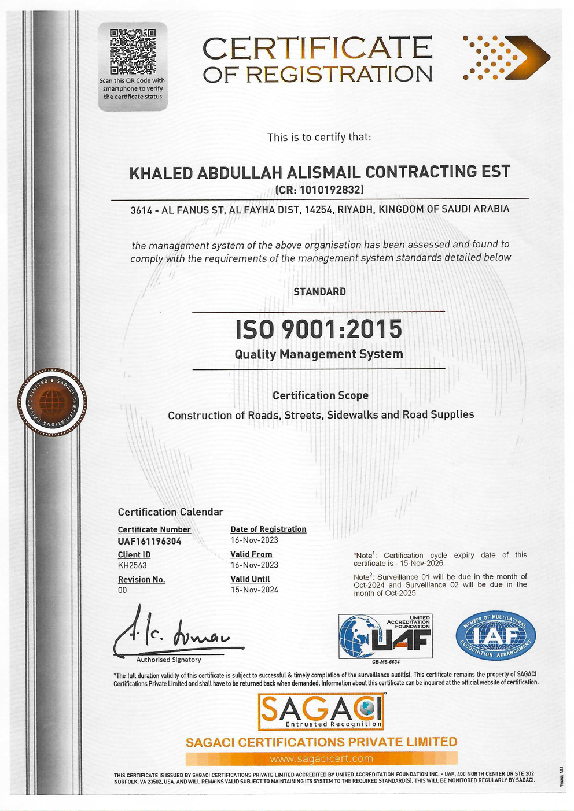 CERTIFICATE
OF REGISTRATION
Scan this QR Code with
smartphone to verify
the certificate status
This is to certify that:
KHALED ABDULLAH ALISMAIL CONTRACTING EST
(CR: 1010192832)
3614 - AL FANUS ST, AL FAYHA DIST, 14254, RIYADH, KINGDOM OF SAUDI ARABIA
the management system of the above organisation has been assessed and found to
comply with the requirements of the management system standards detailed below
STANDARD
ISO 9001:2015
Quality Management System
Certification Scope
Construction of Roads, Streets, Sidewalks and Road Supplies
Certification Calendar
Certificate Number
UAF161196304
Client ID
KH2563
Revision No.
00
Date of Registration
16-Nov-2023
Valid From
16-Nov-2023
Valid Until
15-Nov-2024
*Note1: Certification cycle expiry date of this
certificate is - 15-Nov-2026
Note2: Surveillance 01 will be due in the month of
Oct-2024 and Surveillance 02 will be due in the
month of Oct-2025
Authorised Signatory
UNITED
ACCREDITATION
FOUNDATION
UAF
IAF
*The full duration validity of this certificate is subject to successful & timely completion of the surveillance audit(s). This certificate remains the property of SAGACI
Certifications Private Limited and shall have to be returned back when demanded. Information about this certificate can be inquired at the official website of certification.
SAGACI
Entrusted Recognition
SAGACI CERTIFICATIONS PRIVATE LIMITED
www.sagacicert.com
THIS CERTIFICATE IS ISSUED BY SAGACI CERTIFICATIONS PRIVATE LIMITED ACCREDITED BY UNITED ACCREDITATION FOUNDATION INC. - UAF, 400 NORTH CENTER DR STE 202
NORFOLK, VA 23502, USA. AND WILL REMAINS VALID SUBJECT TO MAINTAINING ITS SYSTEM TO THE REQUIRED STANDARD(S). THIS WILL BE MONITORED REGULARLY BY SAGACI.